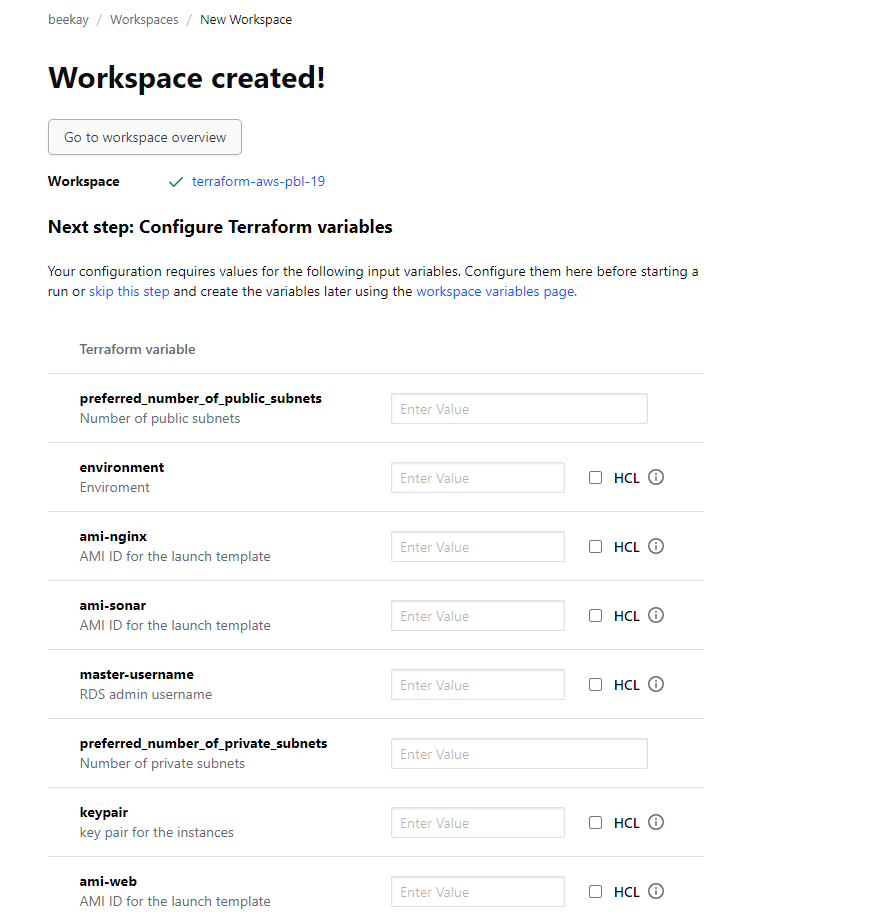 beekay / Workspaces / New Workspace
Workspace created!
Go to workspace overview
Workspace terraform-aws-pbl-19
Next step: Configure Terraform variables
Your configuration requires values for the following input variables. Configure them here before starting a
run or skip this step and create the variables later using the workspace variables page.
Terraform variable
preferred_number_of_public_subnets
Number of public subnets
Enter Value
environment
Enviroment
Enter Value
HCL
ami-nginx
AMI ID for the launch template
Enter Value
HCL
ami-sonar
AMI ID for the launch template
Enter Value
HCL
master-username
RDS admin username
Enter Value
HCL
preferred_number_of_private_subnets
Number of private subnets
Enter Value
keypair
key pair for the instances
Enter Value
HCL
ami-web
AMI ID for the launch template
Enter Value
HCL